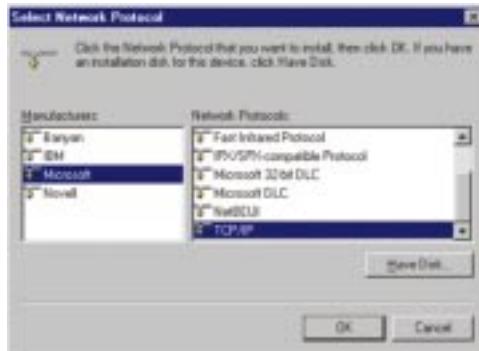 Select Network Protocol
Click the Network Protocol that you want to install, then click OK. If you have
an installation disk for this device, click Have Disk.
Manufacturers:
Banyan
IBM
Microsoft
Novell
Network Protocols:
Fast Infrared Protocol
IPX/SPX-compatible Protocol
Microsoft 32-bit DLC
Microsoft DLC
NetBEUI
TCP/IP
Have Disk...
OK
Cancel